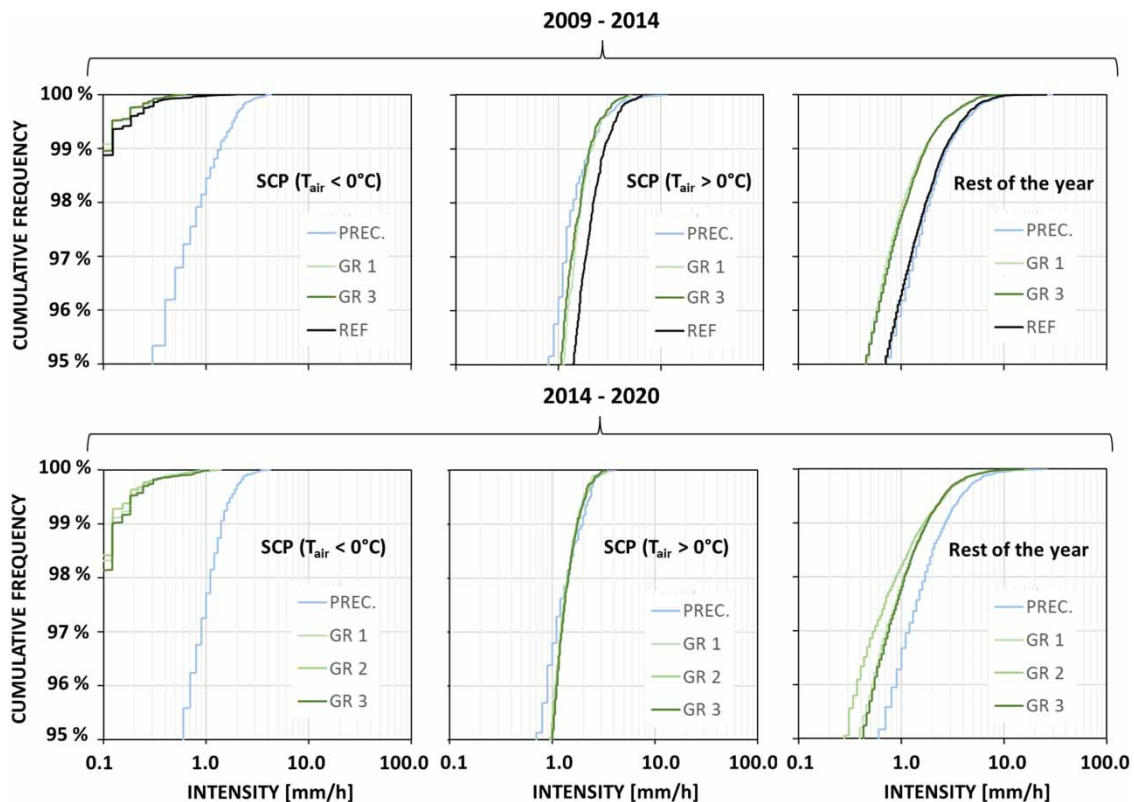 2009 - 2014
CUMULATIVE FREQUENCY
100 %
99 %
98 %
97 %
96 %
95 %
SCP (Tair < 0°C)
PREC.
GR 1
GR 3
REF
SCP (Tair > 0°C)
PREC.
GR 1
GR 3
REF
Rest of the year
PREC.
GR 1
GR 3
REF
2014 - 2020
CUMULATIVE FREQUENCY
100 %
99 %
98 %
97 %
96 %
95 %
SCP (Tair < 0°C)
PREC.
GR 1
GR 2
GR 3
SCP (Tair > 0°C)
PREC.
GR 1
GR 2
GR 3
Rest of the year
PREC.
GR 1
GR 2
GR 3
0.1 1.0 10.0 100.0
0.1 1.0 10.0 100.0
0.1 1.0 10.0 100.0
INTENSITY [mm/h]
INTENSITY [mm/h]
INTENSITY [mm/h]